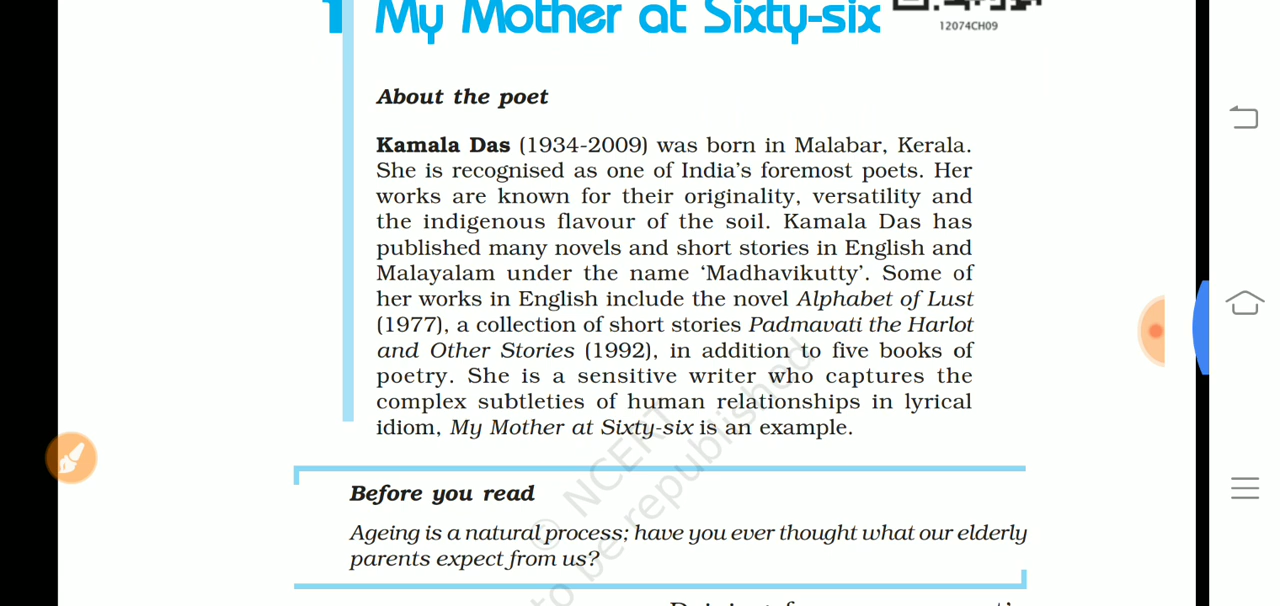 1 My Mother at Sixty-six
12074CH09
About the poet
Kamala Das (1934-2009) was born in Malabar, Kerala.
She is recognised as one of India's foremost poets. Her
works are known for their originality, versatility and
the indigenous flavour of the soil. Kamala Das has
published many novels and short stories in English and
Malayalam under the name 'Madhavikutty'. Some of
her works in English include the novel Alphabet of Lust
(1977), a collection of short stories Padmavati the Harlot
and Other Stories (1992), in addition to five books of
poetry. She is a sensitive writer who captures the
complex subtleties of human relationships in lyrical
idiom, My Mother at Sixty-six is an example.
Before you read
Ageing is a natural process; have you ever thought what our elderly
parents expect from us?
© NCERT
to be republished